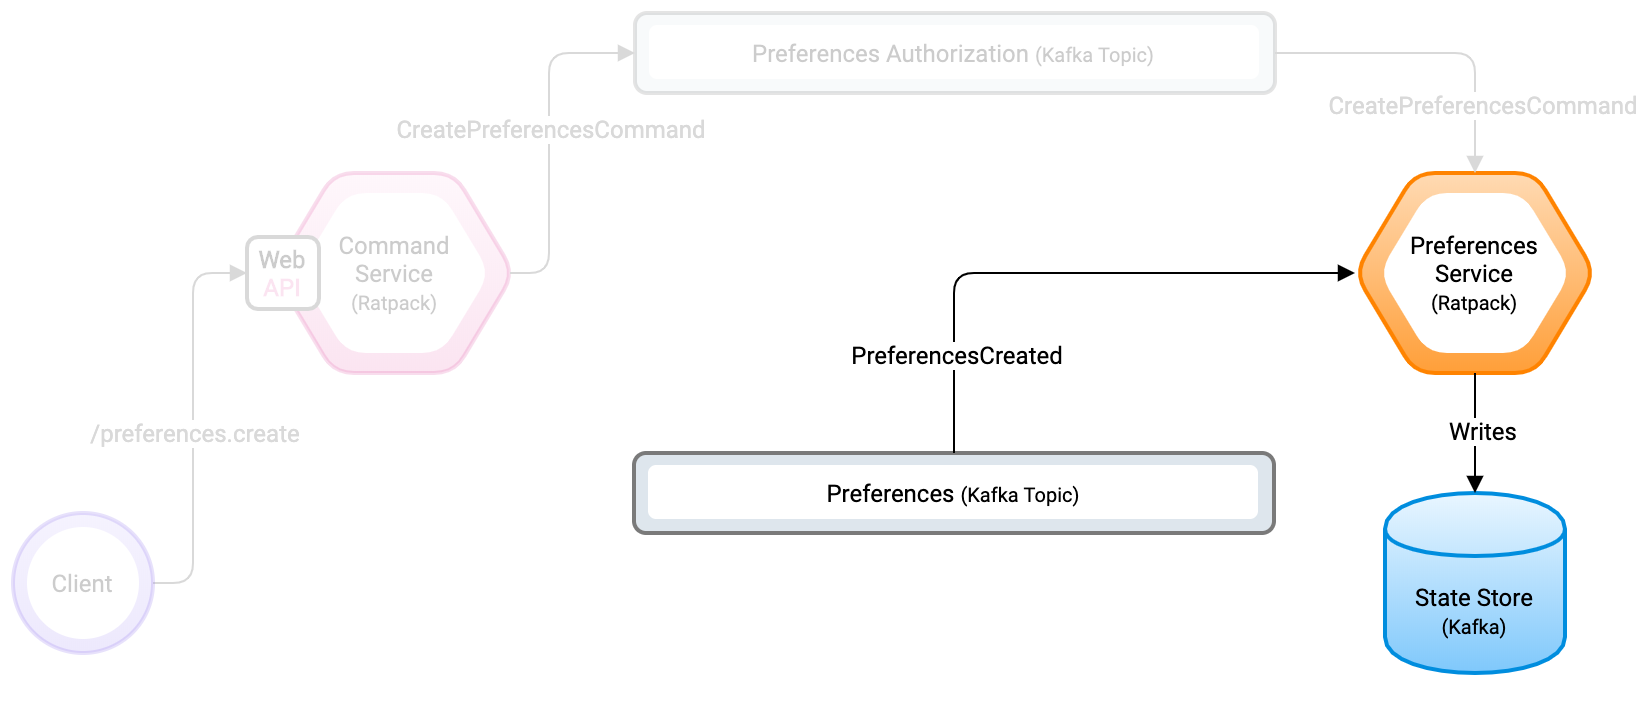 Preferences Authorization (Kafka Topic)
CreatePreferencesCommand
CreatePreferencesCommand
Web
API
Command
Service
(Ratpack)
Preferences
Service
(Ratpack)
PreferencesCreated
/preferences.create
Writes
Preferences (Kafka Topic)
Client
State Store
(Kafka)